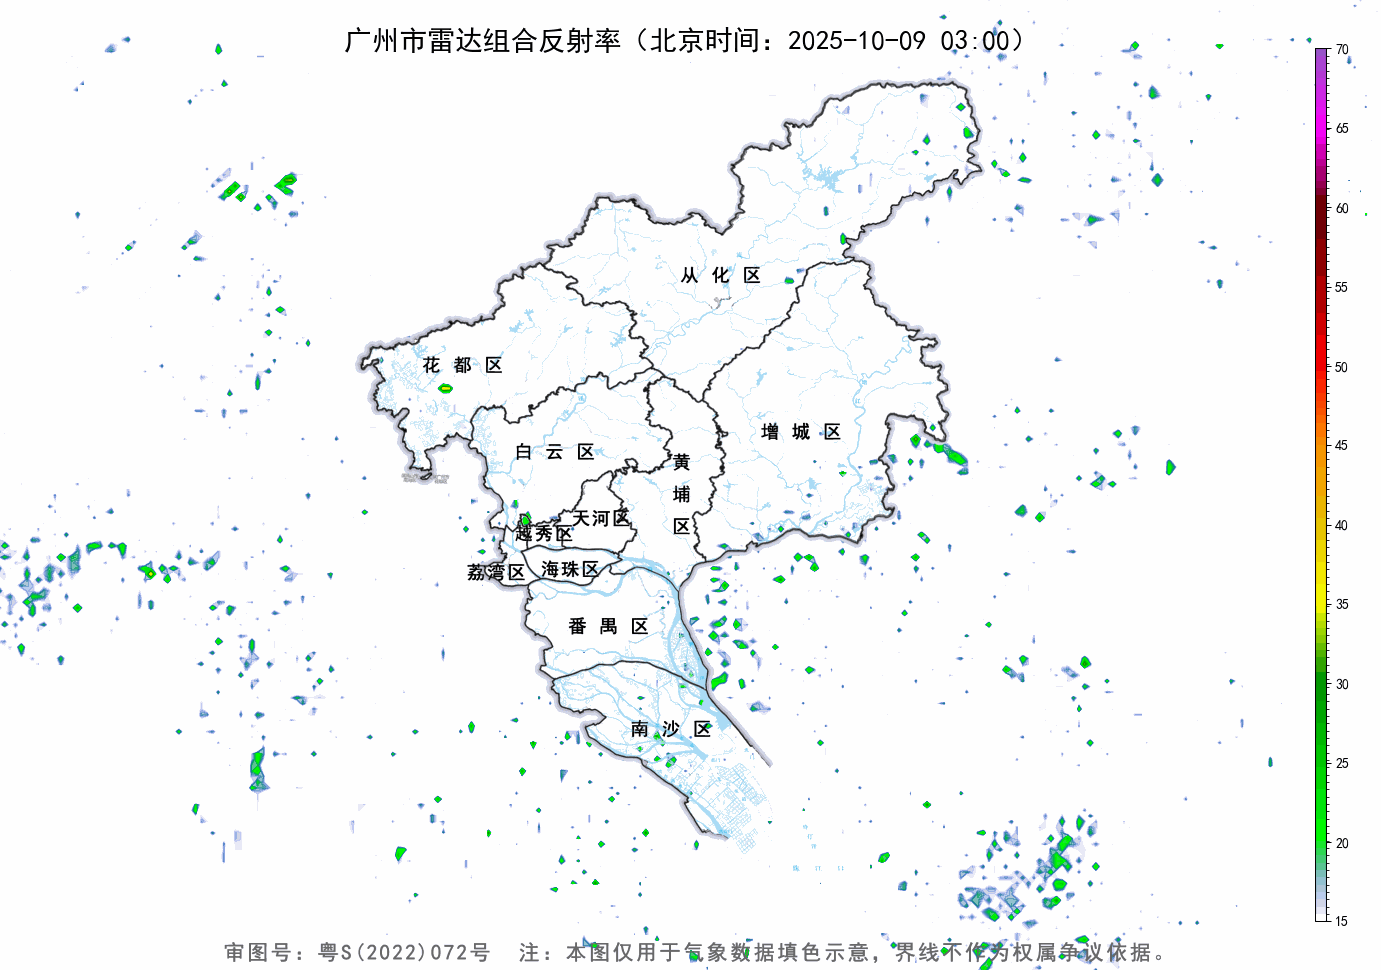 广州市雷达组合反射率（北京时间：2025-10-09 03:00）
70
65
60
55
50
45
40
35
30
25
20
15
从化区
花都区
增城区
白云区
黄埔区
天河区
越秀区
荔湾区
海珠区
番禺区
南沙区
审图号：粤S(2022)072号 注：本图仅用于气象数据填色示意，界线不作为权属争议依据。